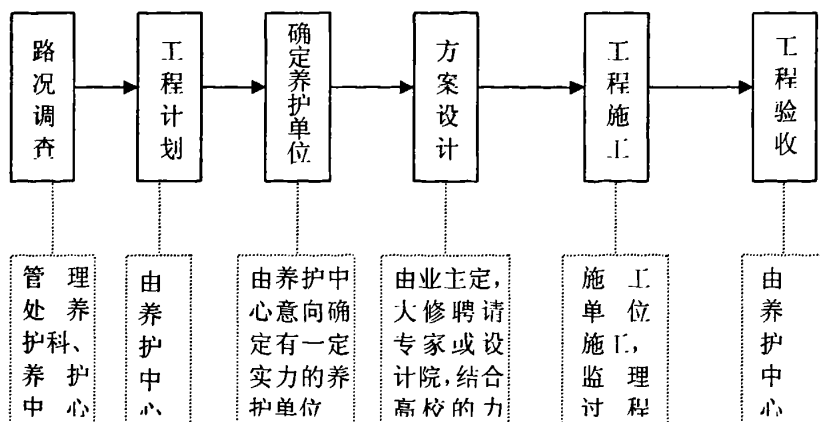 路况调查
工程计划
确定养护单位
方案设计
工程施工
工程验收
管理
处养
护科、
养护
中心
由
养
护
中
心
由养护中
心意向确
定有一定
实力的养
护单位
由业主定,
大修聘请
专家或设
计院,结合
高校的力
施工
单位
施工,
监理
过程
由
养
护
中
心